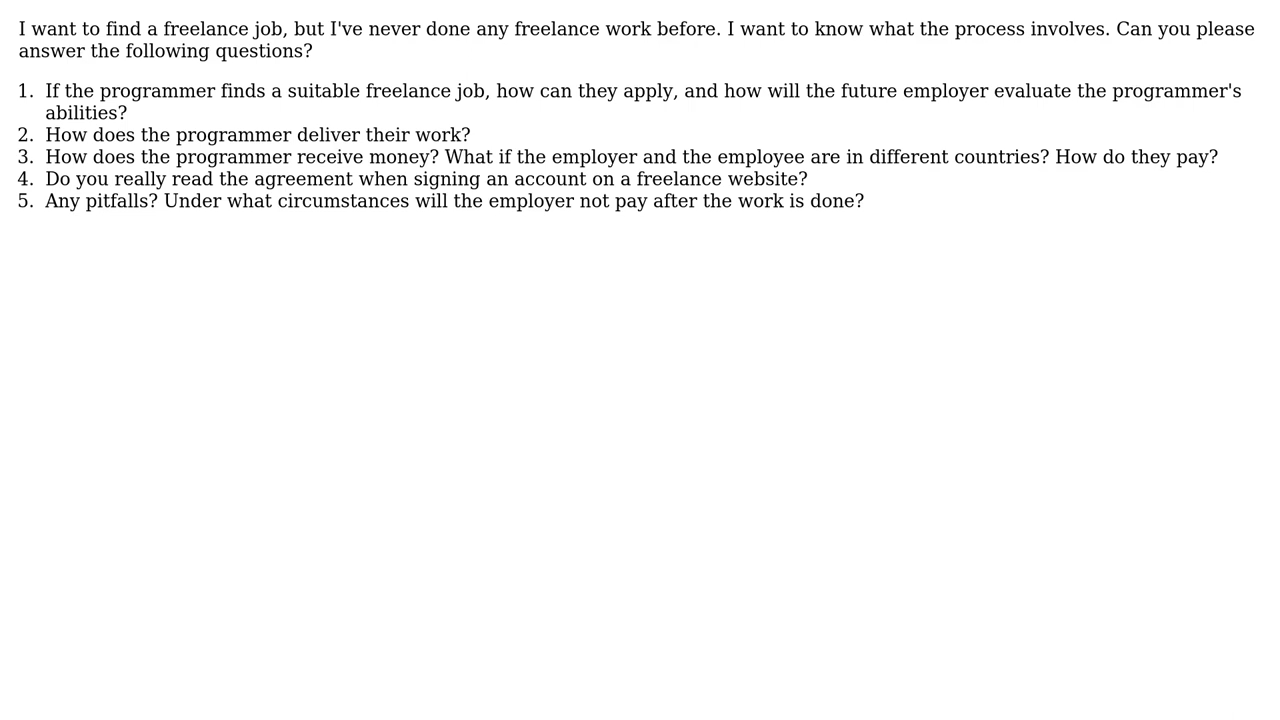 I want to find a freelance job, but I've never done any freelance work before. I want to know what the process involves. Can you please
answer the following questions?
1. If the programmer finds a suitable freelance job, how can they apply, and how will the future employer evaluate the programmer's
abilities?
2. How does the programmer deliver their work?
3. How does the programmer receive money? What if the employer and the employee are in different countries? How do they pay?
4. Do you really read the agreement when signing an account on a freelance website?
5. Any pitfalls? Under what circumstances will the employer not pay after the work is done?